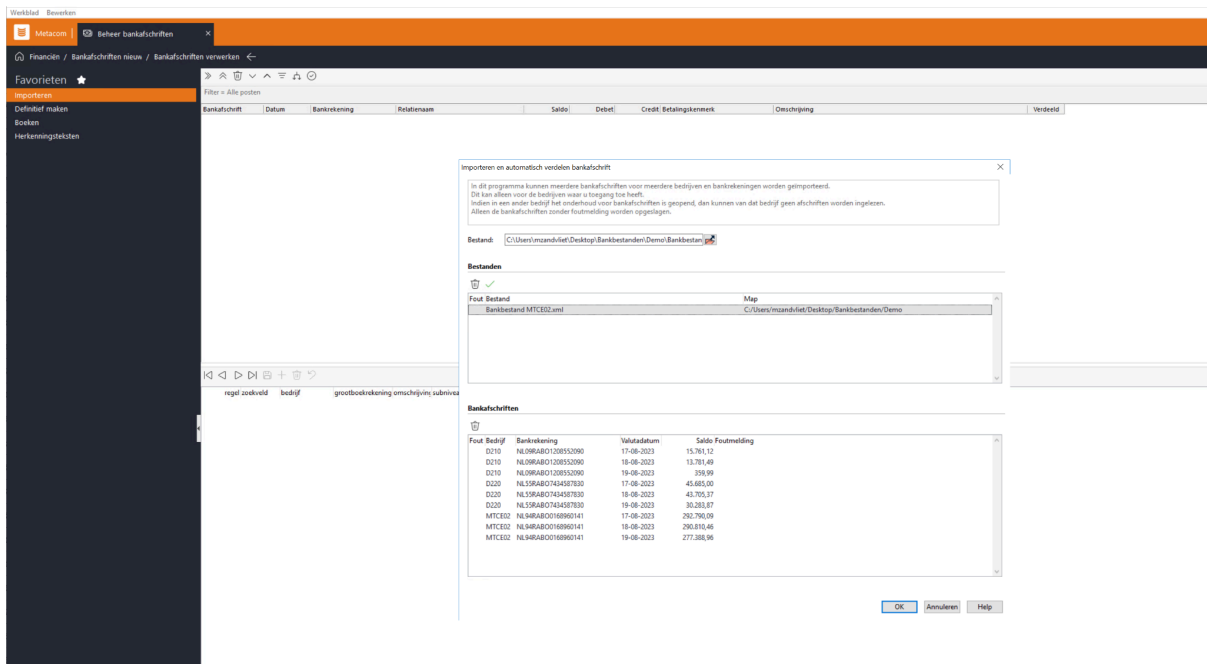 Werkblad Bewerken
Metacom Beheer bankafschriften ×
Financiën / Bankafschriften nieuw / Bankafschriften verwerken
Favorieten
Importeren
Definitief maken
Boeken
Herkenningsteksten
Filter = Alle posten
Bankafschrift Datum Bankrekening Relatienaam Saldo Debet Credit Betalingskenmerk Omschrijving Verdeeld
Importeren en automatisch verdelen bankafschrift
In dit programma kunnen meerdere bankafschriften voor meerdere bedrijven en bankrekeningen worden geïmporteerd.
Dit kan alleen voor de bedrijven waar u toegang toe heeft.
Indien in een ander bedrijf het onderhoud voor bankafschriften is geopend, dan kunnen van dat bedrijf geen afschriften worden ingelezen.
Alleen de bankafschriften zonder foutmelding worden opgeslagen.
Bestand: C:\Users\mzandvliet\Desktop\Bankbestanden\Demo\Bankbestan
Bestanden
Fout Bestand Map
Bankbestand MTCE02.xml C:/Users/mzandvliet/Desktop/Bankbestanden/Demo
regel zoekveld bedrijf grootboekrekening omschrijving subnivea
Bankafschriften
Fout Bedrijf Bankrekening Valutadatum Saldo Foutmelding
D210 NL09RABO1208552090 17-08-2023 15.761,12
D210 NL09RABO1208552090 18-08-2023 13.781,49
D210 NL09RABO1208552090 19-08-2023 359,99
D220 NL55RABO7434587830 17-08-2023 45.685,00
D220 NL55RABO7434587830 18-08-2023 43.705,37
D220 NL55RABO7434587830 19-08-2023 30.283,87
MTCE02 NL94RABO0168960141 17-08-2023 292.790,09
MTCE02 NL94RABO0168960141 18-08-2023 290.810,46
MTCE02 NL94RABO0168960141 19-08-2023 277.388,96
OK Annuleren Help